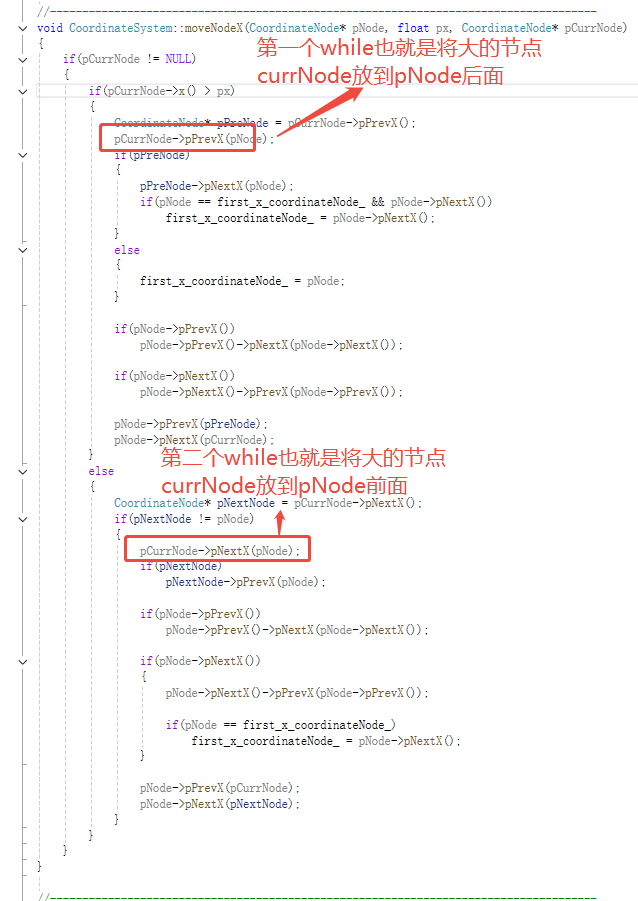 //------------------------------------------------------------------------------------
void CoordinateSystem::moveNodeX(CoordinateNode* pNode, float px, CoordinateNode* pCurrNode)
{
第一个while也就是将大的节点
currNode放到pNode后面
if(pCurrNode != NULL)
{
if(pCurrNode->x() > px)
{
CoordinateNode* pPreNode = pCurrNode->pPrevX();
pCurrNode->pPrevX(pNode);
if(pPreNode)
{
pPreNode->pNextX(pNode);
if(pNode == first_x_coordinateNode_ && pNode->pNextX())
first_x_coordinateNode_ = pNode->pNextX();
}
else
{
first_x_coordinateNode_ = pNode;
}
if(pNode->pPrevX())
pNode->pPrevX()->pNextX(pNode->pNextX());
if(pNode->pNextX())
pNode->pNextX()->pPrevX(pNode->pPrevX());
pNode->pPrevX(pPreNode);
pNode->pNextX(pCurrNode);
}
第二个while也就是将大的节点
currNode放到pNode前面
else
{
CoordinateNode* pNextNode = pCurrNode->pNextX();
if(pNextNode != pNode)
{
pCurrNode->pNextX(pNode);
if(pNextNode)
pNextNode->pPrevX(pNode);
if(pNode->pPrevX())
pNode->pPrevX()->pNextX(pNode->pNextX());
if(pNode->pNextX())
{
pNode->pNextX()->pPrevX(pNode->pPrevX());
if(pNode == first_x_coordinateNode_)
first_x_coordinateNode_ = pNode->pNextX();
}
pNode->pPrevX(pCurrNode);
pNode->pNextX(pNextNode);
}
}
}
}
//------------------------------------------------------------------------------------